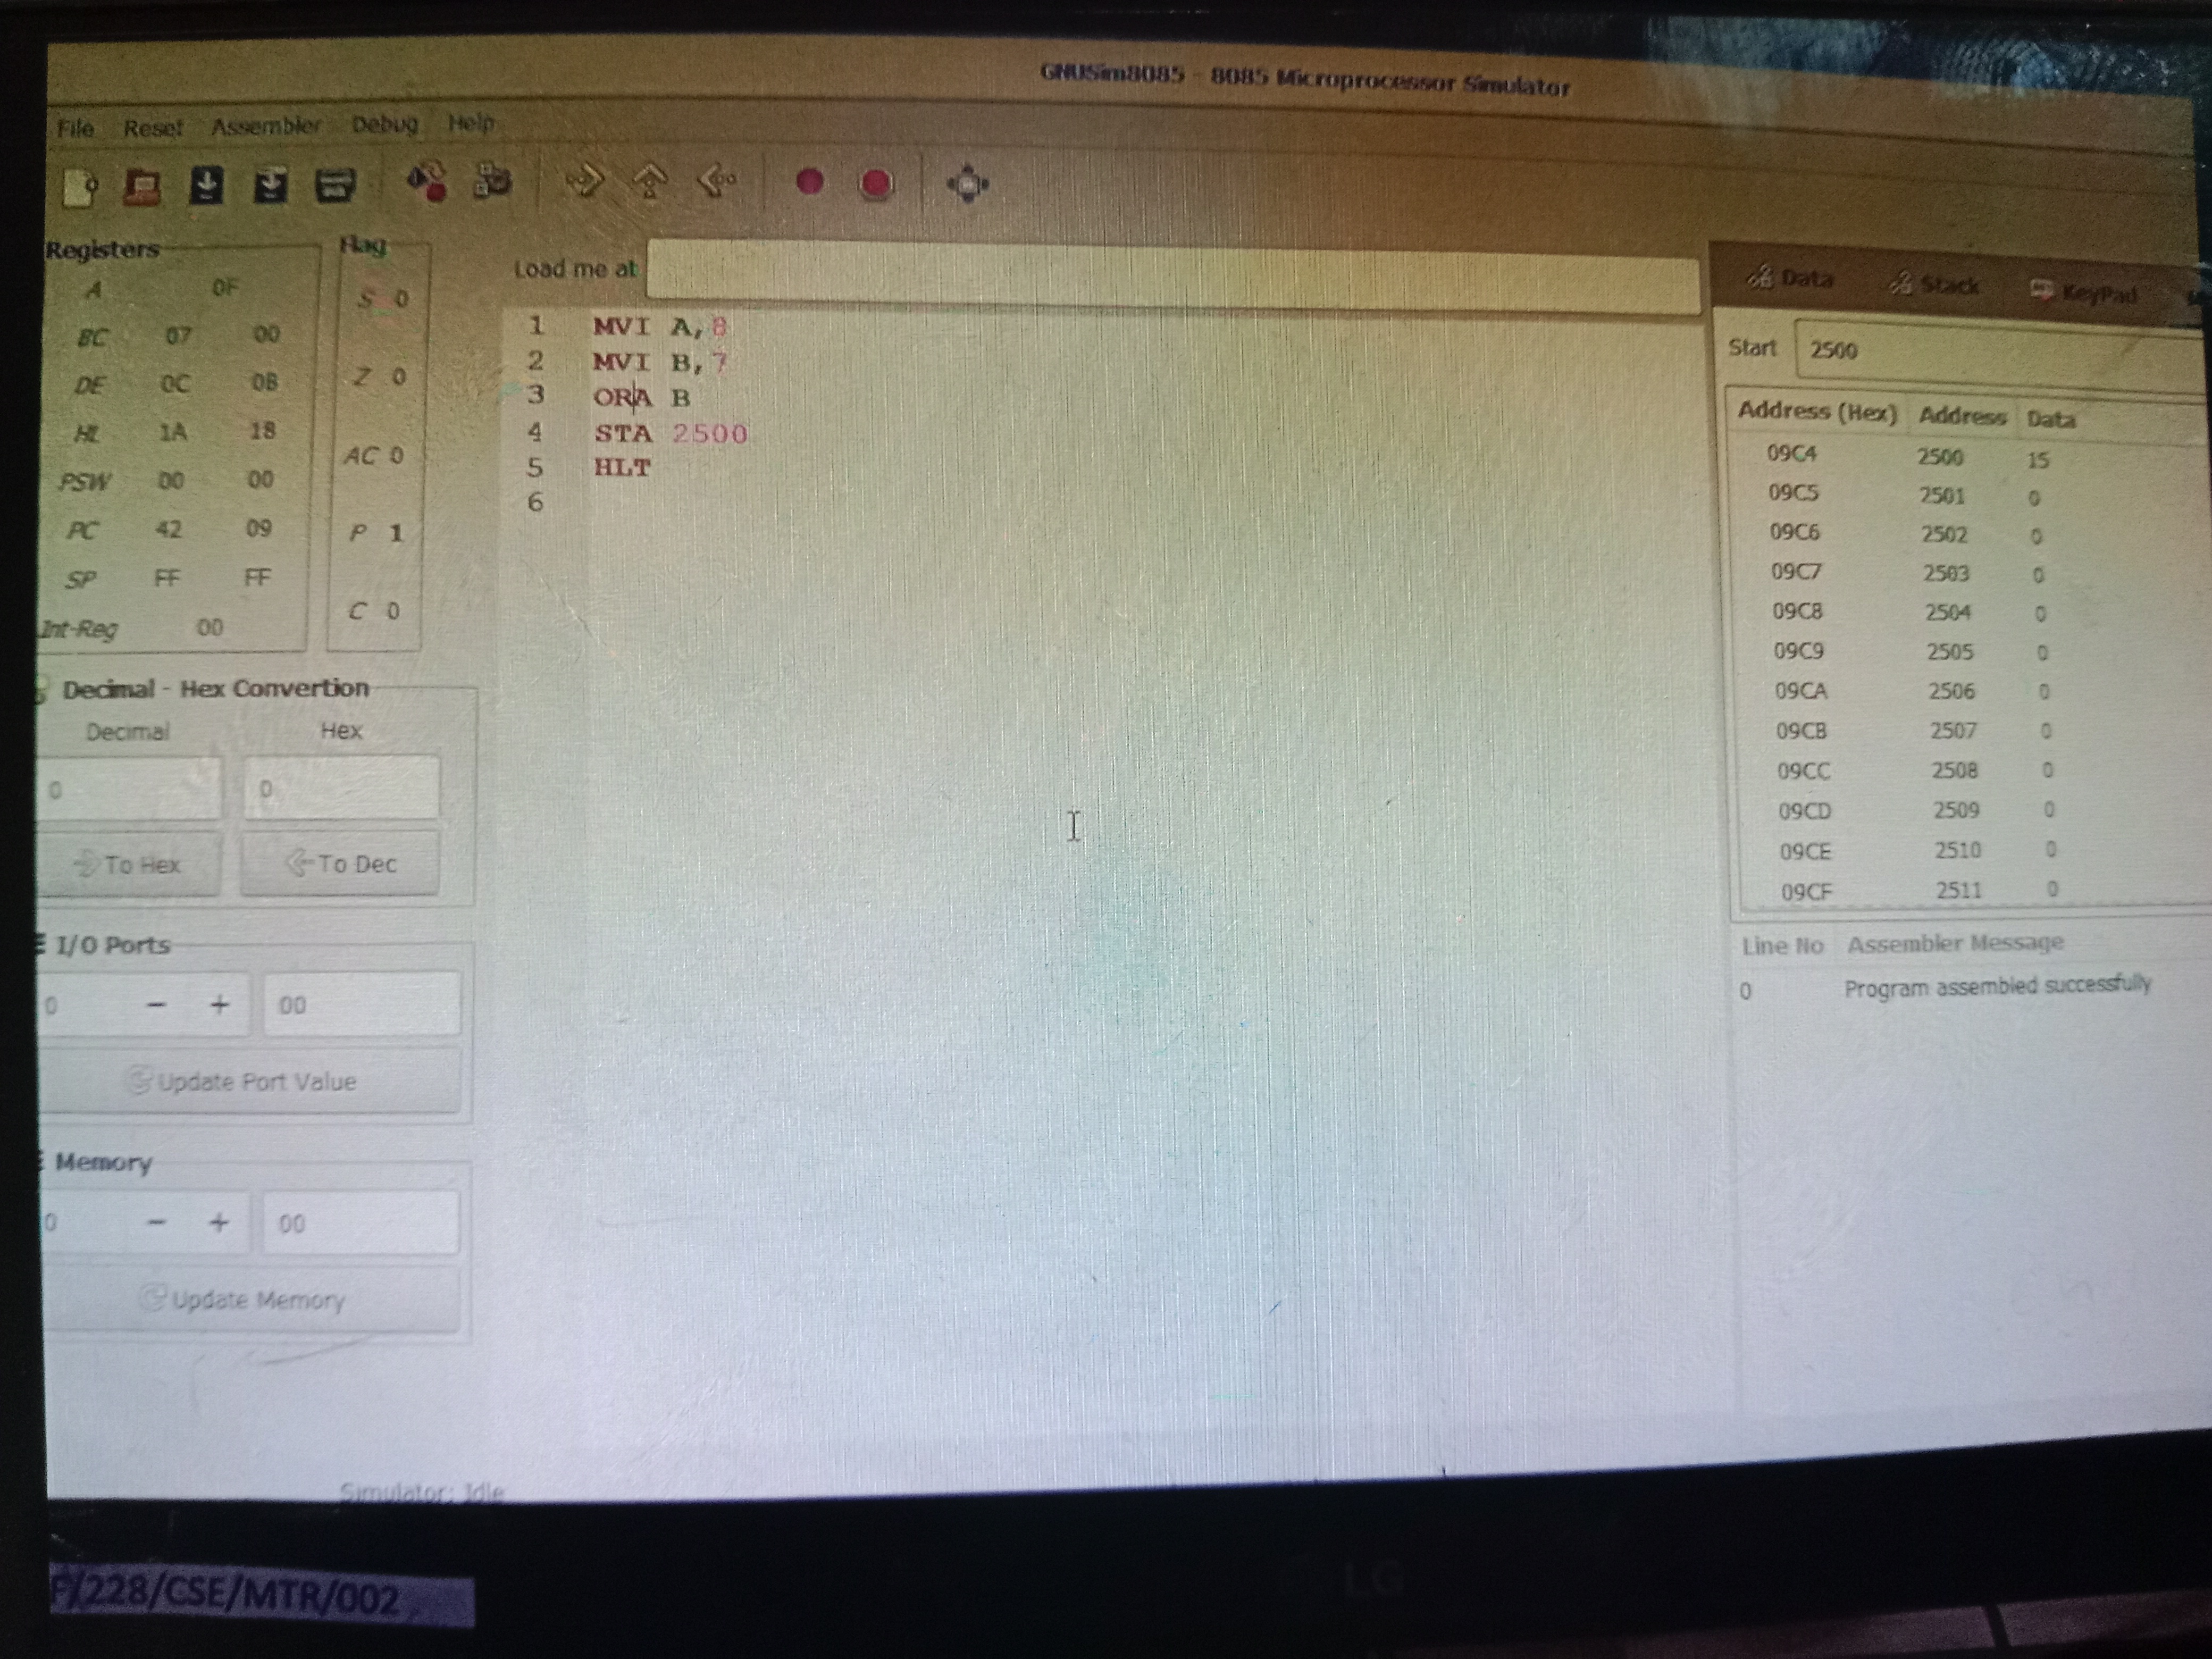 GNUSim8085 - 8085 Microprocessor Simulator
File Reset Assembler Debug Help
Registers
A 0F
BC 07 00
DE 0C 0B
HL 1A 18
PSW 00 00
PC 42 09
SP FF FF
Int-Reg 00
Flag
S 0
Z 0
AC 0
P 1
C 0
Decimal - Hex Convertion
Decimal Hex
0 0
To Hex To Dec
I/O Ports
0 - + 00
Update Port Value
Memory
0 - + 00
Update Memory
Load me at
1 MVI A,8
2 MVI B,7
3 ORA B
4 STA 2500
5 HLT
6
Data Stack KeyPad
Start 2500
Address (Hex) Address Data
09C4 2500 15
09C5 2501 0
09C6 2502 0
09C7 2503 0
09C8 2504 0
09C9 2505 0
09CA 2506 0
09CB 2507 0
09CC 2508 0
09CD 2509 0
09CE 2510 0
09CF 2511 0
Line No Assembler Message
0 Program assembled successfully
Simulator: Idle
F/228/CSE/MTR/002
LG